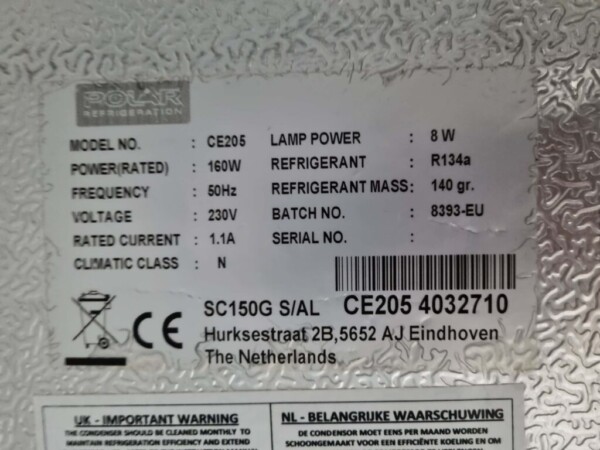 POLAR
REFRIGERATION
MODEL NO. : CE205 LAMP POWER : 8 W
POWER(RATED) : 160W REFRIGERANT : R134a
FREQUENCY : 50Hz REFRIGERANT MASS: 140 gr.
VOLTAGE : 230V BATCH NO. : 8393-EU
RATED CURRENT : 1.1A SERIAL NO. :
CLIMATIC CLASS : N
CE SC150G S/AL CE205 4032710
Hurksestraat 2B,5652 AJ Eindhoven
The Netherlands
UK - IMPORTANT WARNING
THE CONDENSER SHOULD BE CLEANED MONTHLY TO
MAINTAIN REFRIGERATION EFFICIENCY AND EXTEND
NL - BELANGRIJKE WAARSCHUWING
DE CONDENSOR MOET EENS PER MAAND WORDEN
SCHOONGEMAAKT VOOR EEN EFFICIËNTE KOELING EN OM